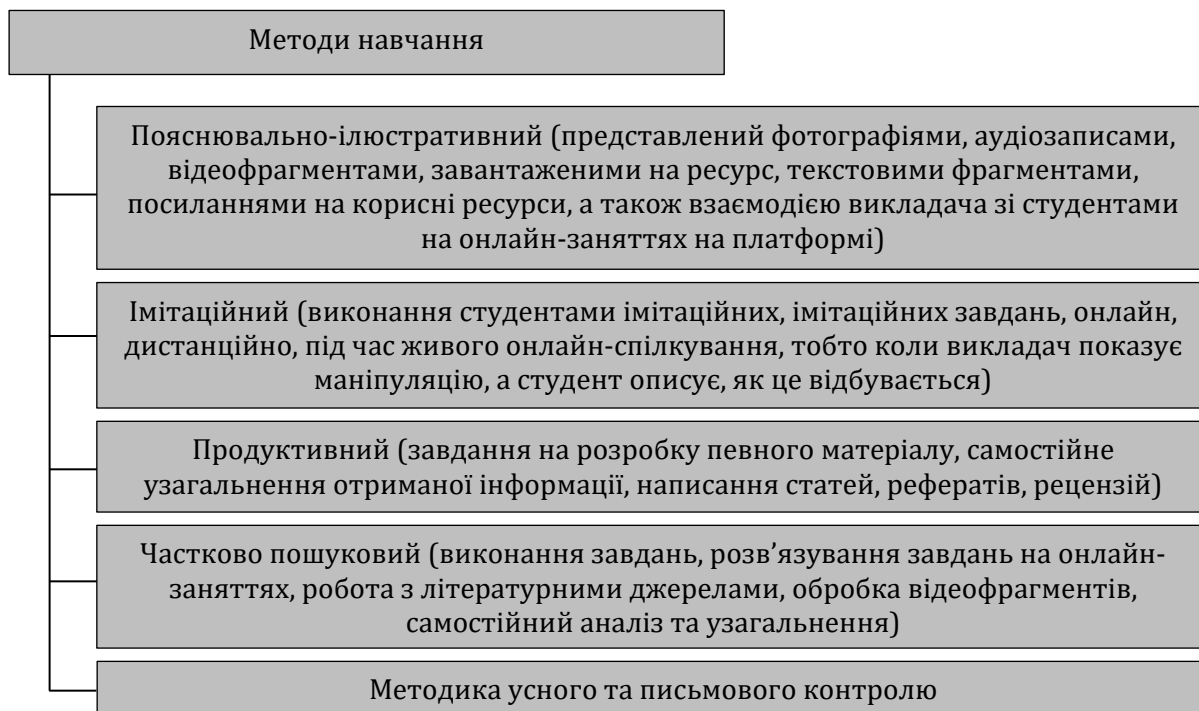 Методи навчання
Пояснювально-ілюстративний (представлений фотографіями, аудіозаписами,
відеофрагментами, завантаженими на ресурс, текстовими фрагментами,
посиланнями на корисні ресурси, а також взаємодією викладача зі студентами
на онлайн-заняттях на платформі)
Імітаційний (виконання студентами імітаційних, імітаційних завдань, онлайн,
дистанційно, під час живого онлайн-спілкування, тобто коли викладач показує
маніпуляцію, а студент описує, як це відбувається)
Продуктивний (завдання на розробку певного матеріалу, самостійне
узагальнення отриманої інформації, написання статей, рефератів, рецензій)
Частково пошуковий (виконання завдань, розв’язування завдань на онлайн-
заняттях, робота з літературними джерелами, обробка відеофрагментів,
самостійний аналіз та узагальнення)
Методика усного та письмового контролю